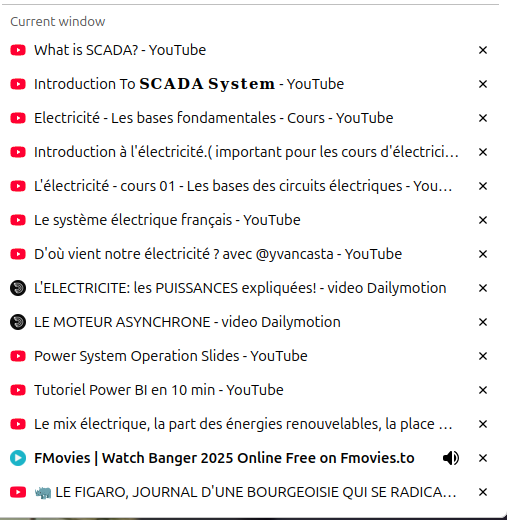 Current window
What is SCADA? - YouTube
Introduction To 𝐒𝐂𝐀𝐃𝐀 𝐒𝐲𝐬𝐭𝐞𝐦 - YouTube
Electricité - Les bases fondamentales - Cours - YouTube
Introduction à l'électricité.( important pour les cours d'électrici...
L'électricité - cours 01 - Les bases des circuits électriques - You...
Le système électrique français - YouTube
D'où vient notre électricité ? avec @yvancasta - YouTube
L'ELECTRICITE: les PUISSANCES expliquées! - video Dailymotion
LE MOTEUR ASYNCHRONE - video Dailymotion
Power System Operation Slides - YouTube
Tutoriel Power BI en 10 min - YouTube
Le mix électrique, la part des énergies renouvelables, la place ...
FMovies | Watch Banger 2025 Online Free on Fmovies.to
🦏 LE FIGARO, JOURNAL D'UNE BOURGEOISIE QUI SE RADICA...